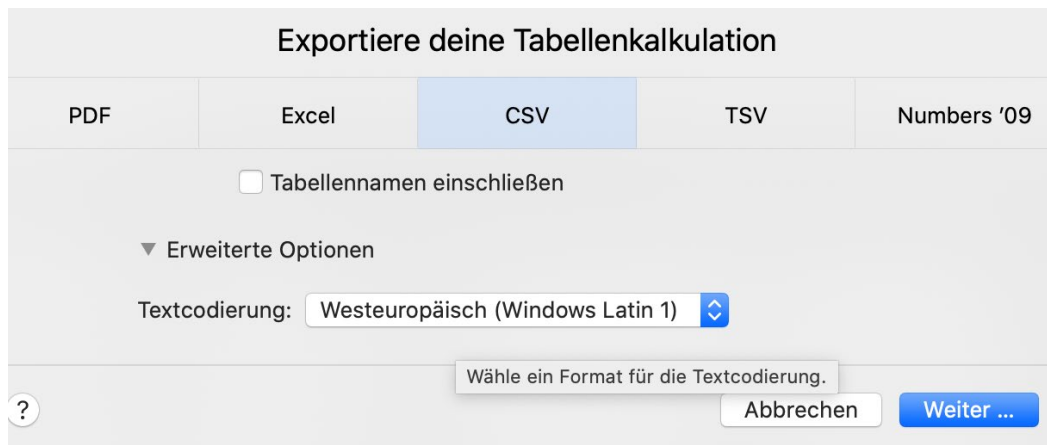 Exportiere deine Tabellenkalkulation
PDF Excel CSV TSV Numbers ’09
Tabellennamen einschließen
Erweiterte Optionen
Textcodierung: Westeuropäisch (Windows Latin 1)
Wähle ein Format für die Textcodierung.
? Abbrechen Weiter ...